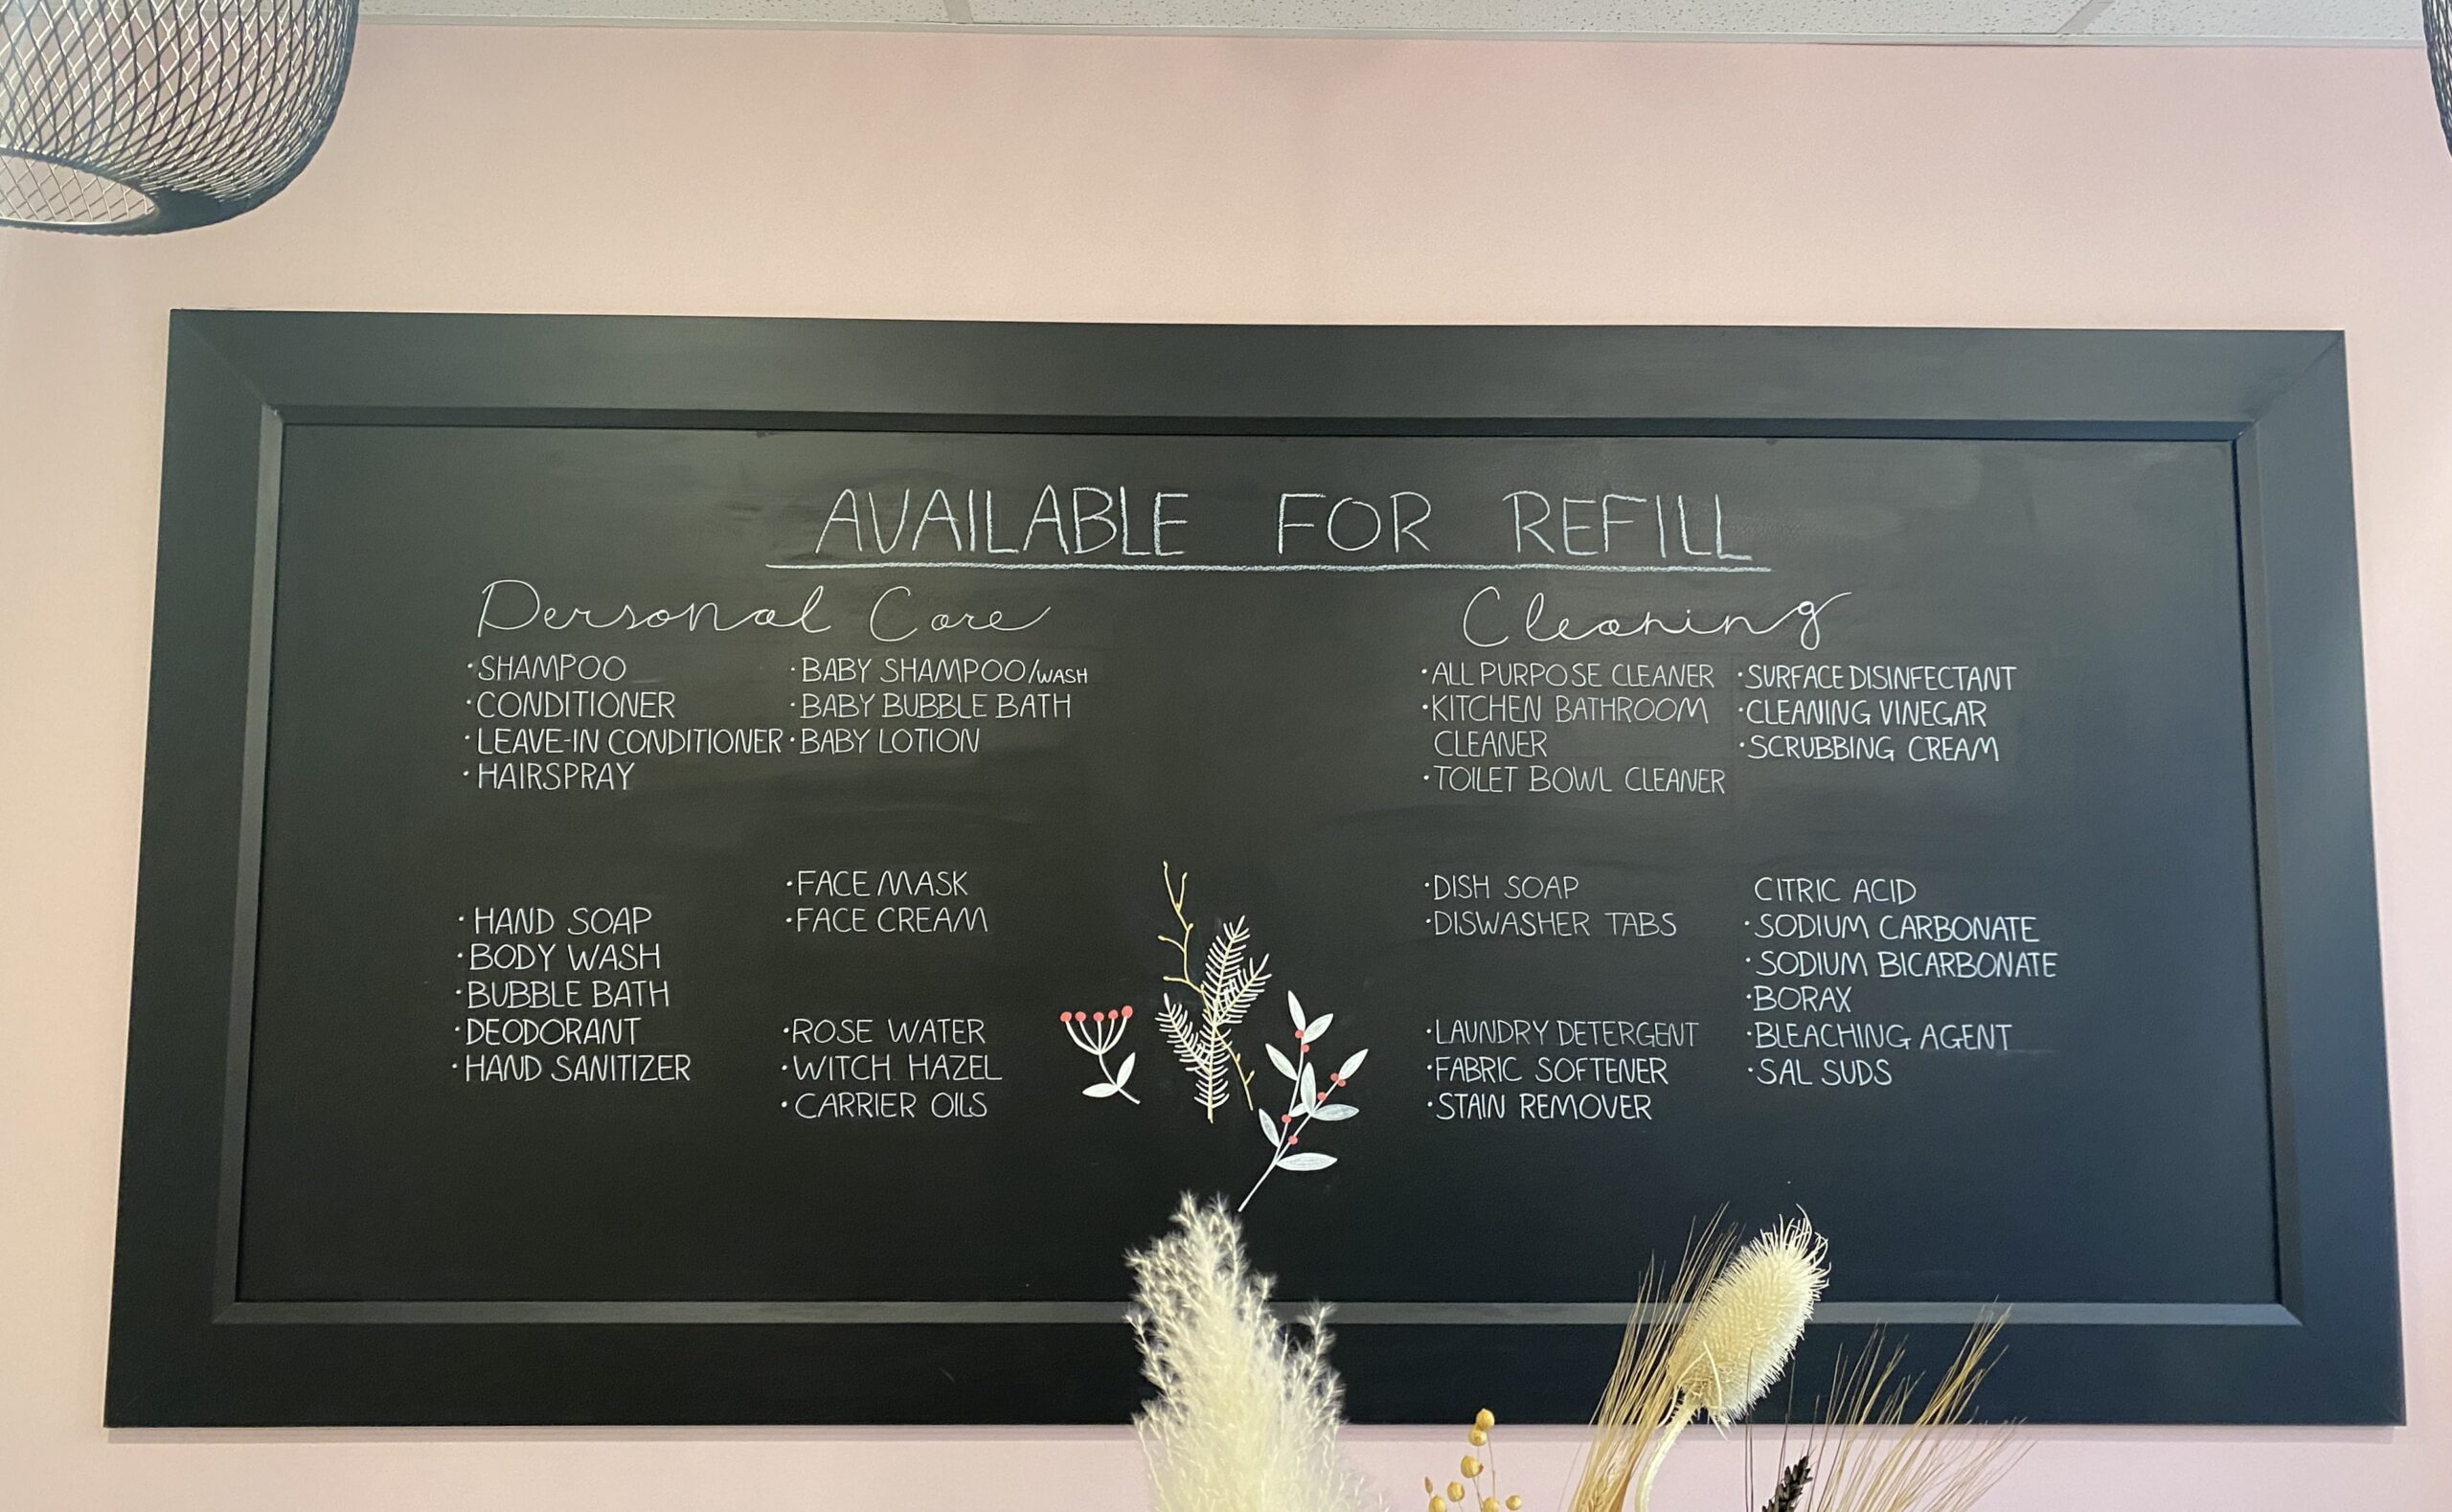 AVAILABLE FOR REFILL
Personal Care
·SHAMPOO
·CONDITIONER
·LEAVE-IN CONDITIONER
·HAIRSPRAY
·BABY SHAMPOO/WASH
·BABY BUBBLE BATH
·BABY LOTION
·HAND SOAP
·BODY WASH
·BUBBLE BATH
·DEODORANT
·HAND SANITIZER
·FACE MASK
·FACE CREAM
·ROSE WATER
·WITCH HAZEL
·CARRIER OILS
Cleaning
·ALL PURPOSE CLEANER
·KITCHEN BATHROOM
CLEANER
·TOILET BOWL CLEANER
·SURFACE DISINFECTANT
·CLEANING VINEGAR
·SCRUBBING CREAM
·DISH SOAP
·DISWASHER TABS
·LAUNDRY DETERGENT
·FABRIC SOFTENER
·STAIN REMOVER
CITRIC ACID
·SODIUM CARBONATE
·SODIUM BICARBONATE
·BORAX
·BLEACHING AGENT
·SAL SUDS